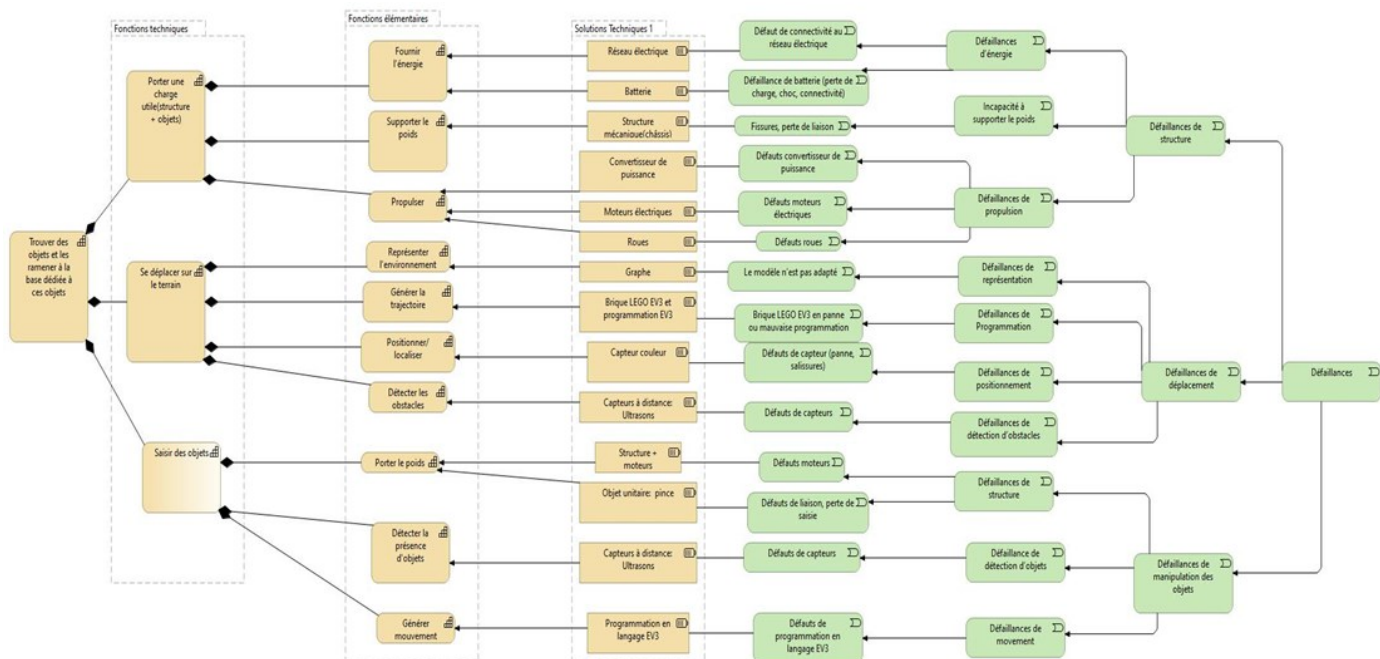 Fonctions techniques
Fonctions élémentaires
Solutions Techniques 1
Trouver des
objets et les
ramener à la
base dédiée à
ces objets
Porter une
charge
utile(structure
+ objets)
Se déplacer sur
le terrain
Saisir des objets
Fournir
l'énergie
Supporter le
poids
Propulser
Représenter
l'environnement
Générer la
trajectoire
Positionner/
localiser
Détecter les
obstacles
Porter le poids
Détecter la
présence
d'objets
Générer
mouvement
Réseau électrique
Batterie
Structure
mécanique(châssis)
Convertisseur de
puissance
Moteurs électriques
Roues
Graphe
Brique LEGO EV3 et
programmation EV3
Capteur couleur
Capteurs à distance:
Ultrasons
Structure +
moteurs
Objet unitaire: pince
Capteurs à distance:
Ultrasons
Programmation en
langage EV3
Défaut de connectivité au
réseau électrique
Défaillance de batterie (perte de
charge, choc, connectivité)
Fissures, perte de liaison
Défauts convertisseur de
puissance
Défauts moteurs
électriques
Défauts roues
Le modèle n'est pas adapté
Brique LEGO EV3 en panne
ou mauvaise programmation
Défauts de capteur (panne,
salissures)
Défauts de capteurs
Défauts moteurs
Défauts de liaison, perte de
saisie
Défauts de capteurs
Défauts de
programmation en
langage EV3
Défaillances
d'énergie
Incapacité à
supporter le poids
Défaillances de
propulsion
Défaillances de
représentation
Défaillances de
Programmation
Défaillances de
positionnement
Défaillances de
détection d'obstacles
Défaillances de
structure
Défaillance de
détection d'objets
Défaillances de
movement
Défaillances de
structure
Défaillances de
déplacement
Défaillances de
manipulation des
objets
Défaillances